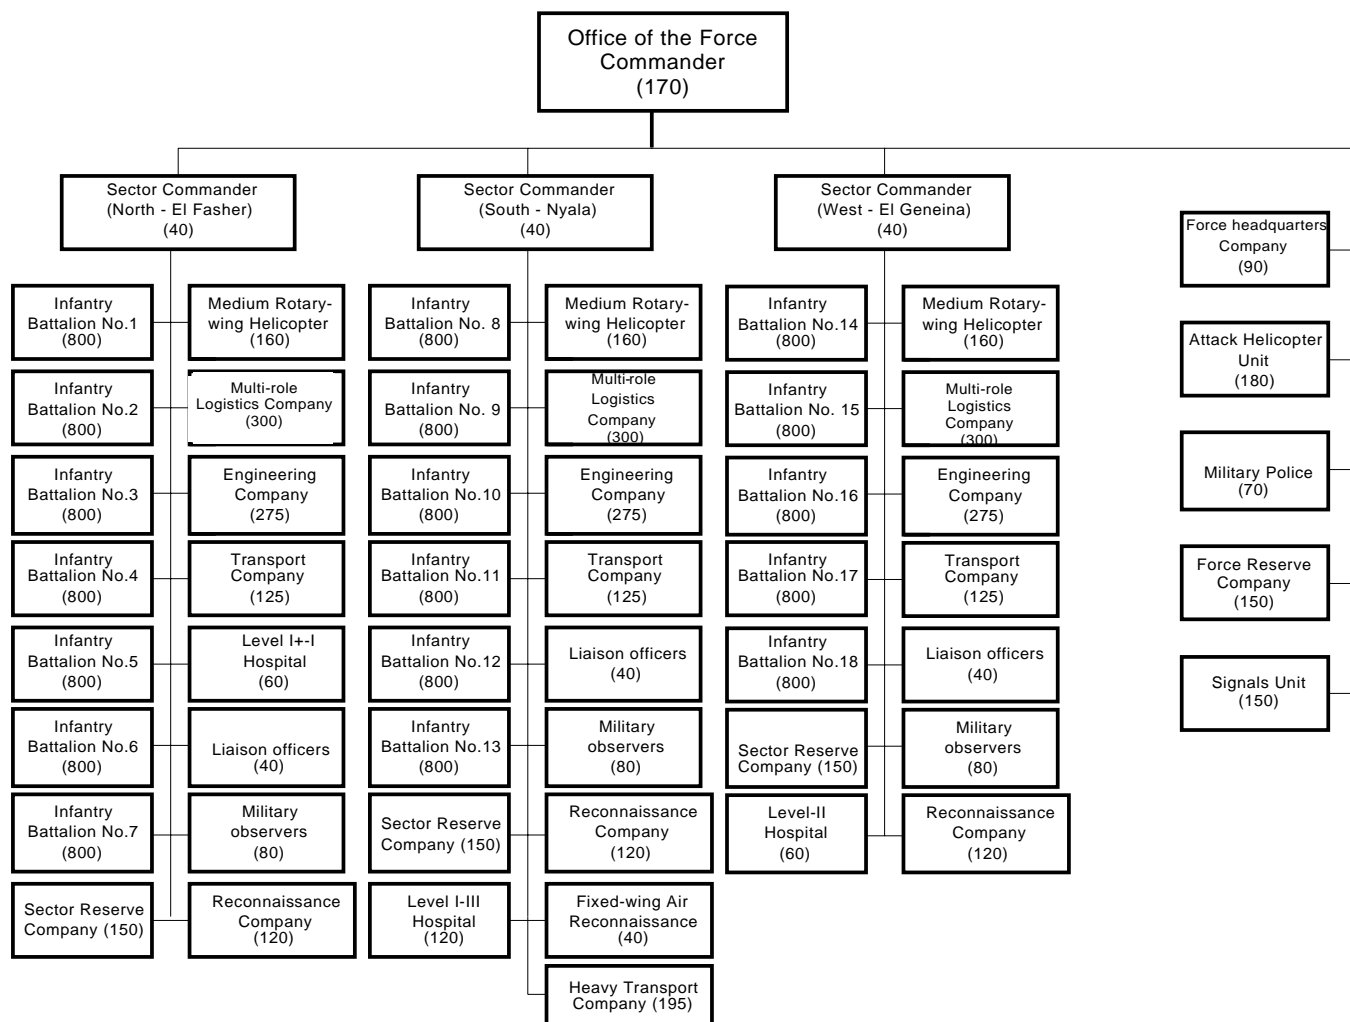 Office of the Force
Commander
(170)
Sector Commander
(North - El Fasher)
(40)
Sector Commander
(South - Nyala)
(40)
Sector Commander
(West - El Geneina)
(40)
Infantry
Battalion No.1
(800)
Infantry
Battalion No.2
(800)
Infantry
Battalion No.3
(800)
Infantry
Battalion No.4
(800)
Infantry
Battalion No.5
(800)
Infantry
Battalion No.6
(800)
Infantry
Battalion No.7
(800)
Sector Reserve
Company (150)
Medium Rotary-
wing Helicopter
(160)
Multi-role
Logistics Company
(300)
Engineering
Company
(275)
Transport
Company
(125)
Level I+-I
Hospital
(60)
Liaison officers
(40)
Military
observers
(80)
Reconnaissance
Company
(120)
Infantry
Battalion No. 8
(800)
Infantry
Battalion No. 9
(800)
Infantry
Battalion No.10
(800)
Infantry
Battalion No.11
(800)
Infantry
Battalion No.12
(800)
Infantry
Battalion No.13
(800)
Sector Reserve
Company (150)
Level I-III
Hospital
(120)
Medium Rotary-
wing Helicopter
(160)
Multi-role
Logistics
Company
(300)
Engineering
Company
(275)
Transport
Company
(125)
Liaison officers
(40)
Military
observers
(80)
Reconnaissance
Company
(120)
Fixed-wing Air
Reconnaissance
(40)
Heavy Transport
Company (195)
Infantry
Battalion No.14
(800)
Infantry
Battalion No. 15
(800)
Infantry
Battalion No.16
(800)
Infantry
Battalion No.17
(800)
Infantry
Battalion No.18
(800)
Sector Reserve
Company (150)
Level-II
Hospital
(60)
Medium Rotary-
wing Helicopter
(160)
Multi-role
Logistics
Company
(300)
Engineering
Company
(275)
Transport
Company
(125)
Liaison officers
(40)
Military
observers
(80)
Reconnaissance
Company
(120)
Force headquarters
Company
(90)
Attack Helicopter
Unit
(180)
Military Police
(70)
Force Reserve
Company
(150)
Signals Unit
(150)